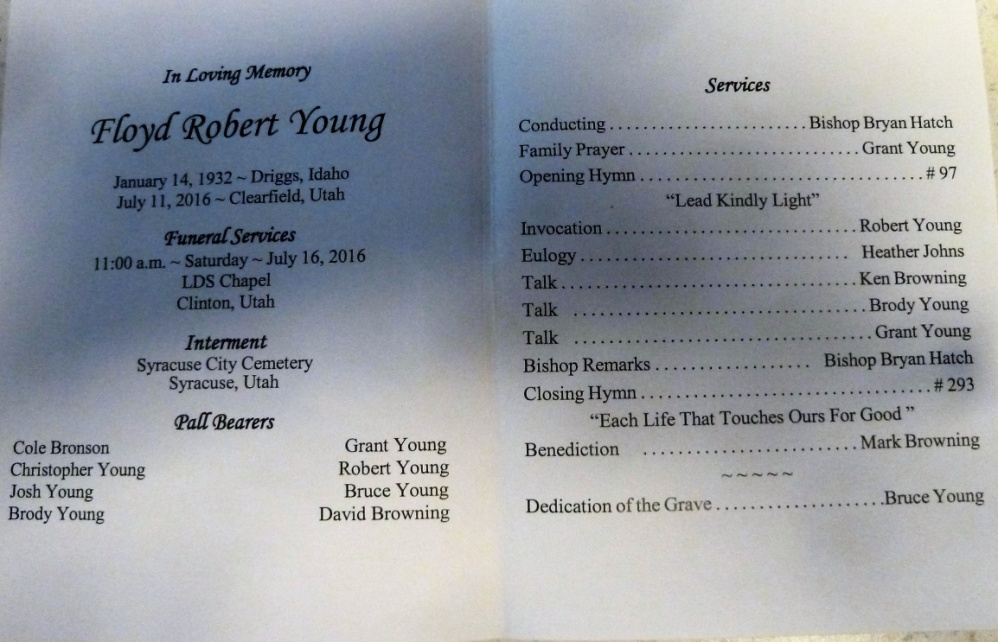 In Loving Memory
Floyd Robert Young
January 14, 1932 ~ Driggs, Idaho
July 11, 2016 ~ Clearfield, Utah
Funeral Services
11:00 a.m. ~ Saturday ~ July 16, 2016
LDS Chapel
Clinton, Utah
Interment
Syracuse City Cemetery
Syracuse, Utah
Pall Bearers
Cole Bronson Grant Young
Christopher Young Robert Young
Josh Young Bruce Young
Brody Young David Browning
Services
Conducting ........................ Bishop Bryan Hatch
Family Prayer ............................ Grant Young
Opening Hymn .................................. # 97
“Lead Kindly Light”
Invocation .............................. Robert Young
Eulogy ................................ Heather Johns
Talk .................................... Ken Browning
Talk .................................. Brody Young
Talk .................................. Grant Young
Bishop Remarks ................... Bishop Bryan Hatch
Closing Hymn ................................... # 293
“Each Life That Touches Ours For Good ”
Benediction .......................... Mark Browning
~ ~ ~ ~ ~
Dedication of the Grave .................... Bruce Young